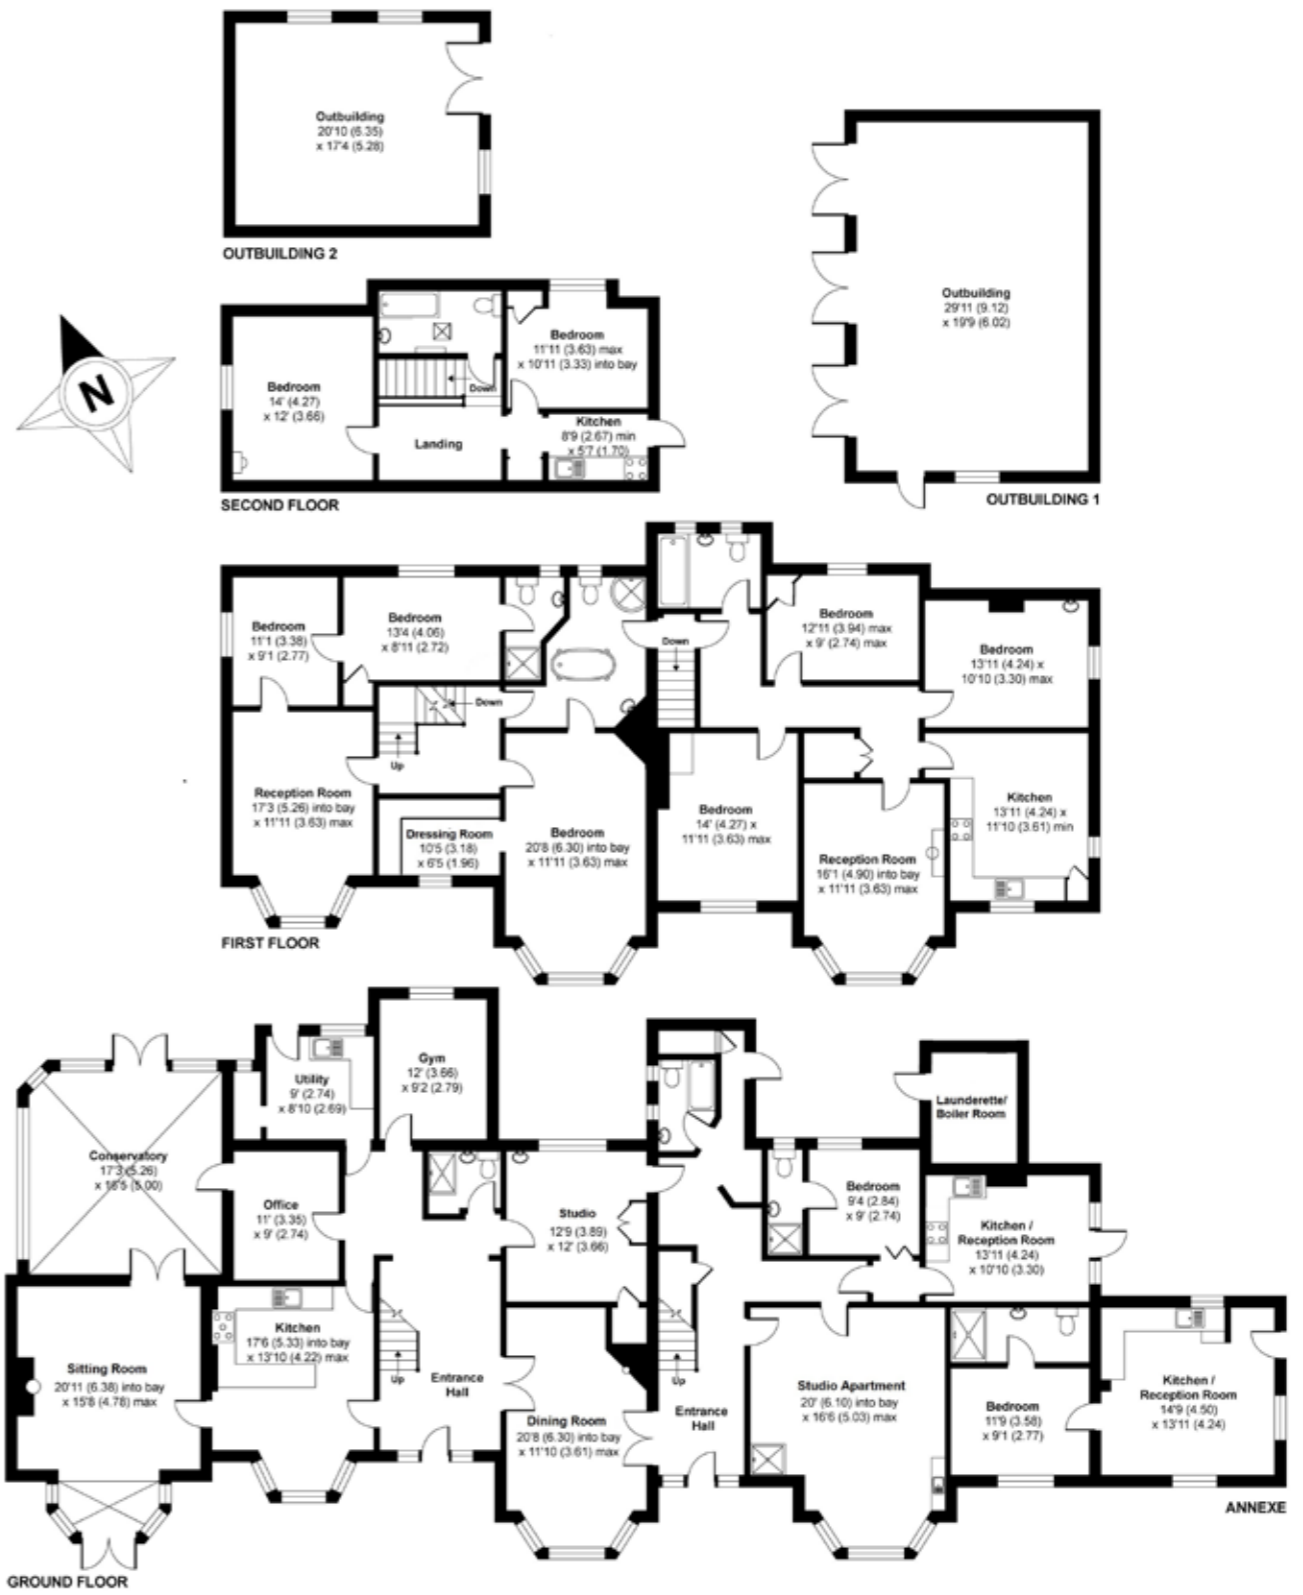 Outbuilding
20'10 (6.35)
x 17'4 (5.28)
OUTBUILDING 2
Outbuilding
29'11 (9.12)
x 19'9 (6.02)
OUTBUILDING 1
N
Bedroom
14' (4.27)
x 12' (3.66)
Down
Landing
Bedroom
11'11 (3.63) max
x 10'11 (3.33) into bay
Kitchen
8'9 (2.67) min
x 5'7 (1.70)
SECOND FLOOR
Bedroom
11'1 (3.38)
x 9'1 (2.77)
Bedroom
13'4 (4.06)
x 8'11 (2.72)
Down
Up
Reception Room
17'3 (5.26) into bay
x 11'11 (3.63) max
Dressing Room
10'5 (3.18)
x 6'5 (1.96)
Bedroom
20'8 (6.30) into bay
x 11'11 (3.63) max
Down
Bedroom
12'11 (3.94) max
x 9' (2.74) max
Bedroom
13'11 (4.24) x
10'10 (3.30) max
Bedroom
14' (4.27) x
11'11 (3.63) max
Reception Room
16'1 (4.90) into bay
x 11'11 (3.63) max
Kitchen
13'11 (4.24) x
11'10 (3.61) min
FIRST FLOOR
Conservatory
17'3 (5.26)
x 16'5 (5.00)
Utility
9' (2.74)
x 8'10 (2.69)
Gym
12' (3.66)
x 9'2 (2.79)
Office
11' (3.35)
x 9' (2.74)
Studio
12'9 (3.89)
x 12' (3.66)
Sitting Room
20'11 (6.38) into bay
x 15'8 (4.78) max
Kitchen
17'6 (5.33) into bay
x 13'10 (4.22) max
Up
Entrance
Hall
Dining Room
20'8 (6.30) into bay
x 11'10 (3.61) max
Up
Entrance
Hall
Launderette/
Boiler Room
Bedroom
9'4 (2.84)
x 9' (2.74)
Kitchen /
Reception Room
13'11 (4.24)
x 10'10 (3.30)
Studio Apartment
20' (6.10) into bay
x 16'6 (5.03) max
Bedroom
11'9 (3.58)
x 9'1 (2.77)
Kitchen /
Reception Room
14'9 (4.50)
x 13'11 (4.24)
ANNEXE
GROUND FLOOR